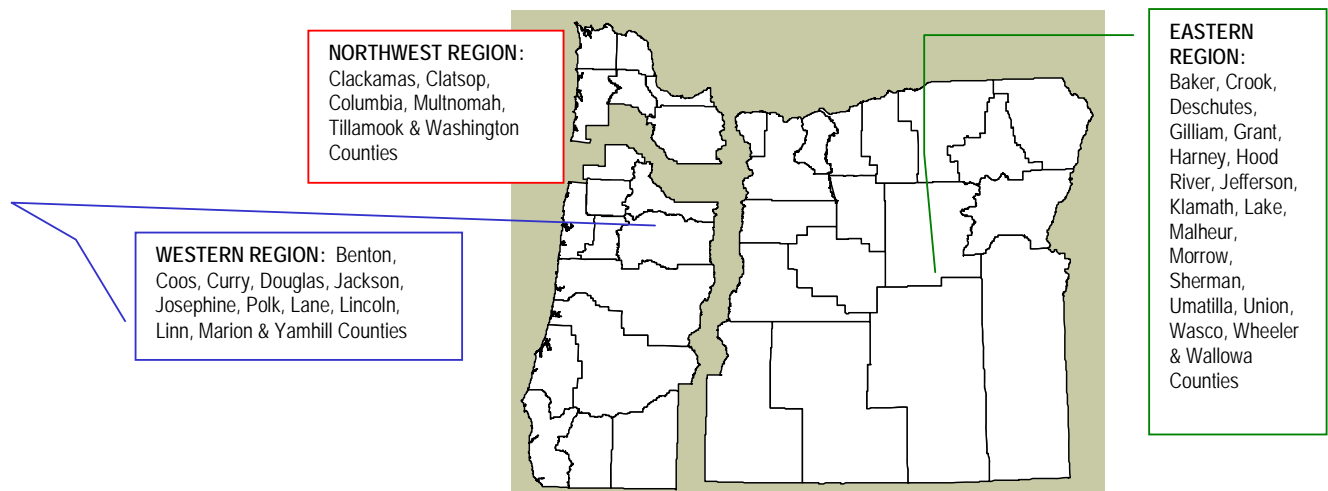 NORTHWEST REGION:
Clackamas, Clatsop,
Columbia, Multnomah,
Tillamook & Washington
Counties
WESTERN REGION: Benton,
Coos, Curry, Douglas, Jackson,
Josephine, Polk, Lane, Lincoln,
Linn, Marion & Yamhill Counties
EASTERN
REGION:
Baker, Crook,
Deschutes,
Gilliam, Grant,
Harney, Hood
River, Jefferson,
Klamath, Lake,
Malheur,
Morrow,
Sherman,
Umatilla, Union,
Wasco, Wheeler
& Wallowa
Counties